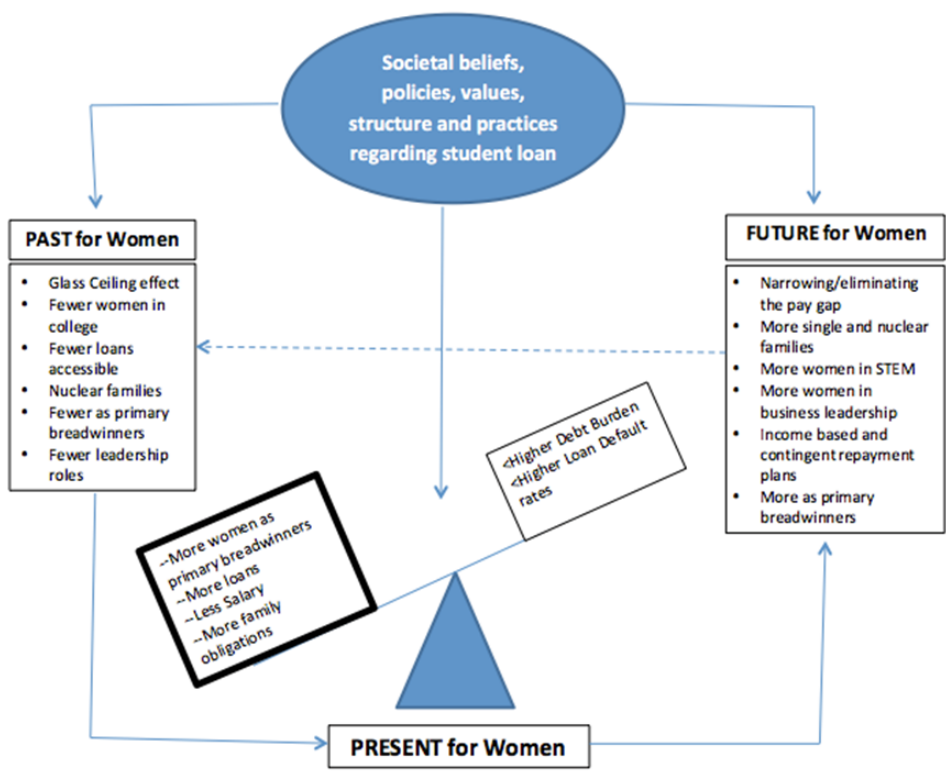 Societal beliefs,
policies, values,
structure and practices
regarding student loan
PAST for Women
• Glass Ceiling effect
• Fewer women in
college
• Fewer loans
accessible
• Nuclear families
• Fewer as primary
breadwinners
• Fewer leadership
roles
FUTURE for Women
• Narrowing/eliminating
the pay gap
• More single and nuclear
families
• More women in STEM
• More women in
business leadership
• Income based and
contingent repayment
plans
• More as primary
breadwinners
--More women as
primary breadwinners
--More loans
--Less Salary
--More family
obligations
<Higher Debt Burden
<Higher Loan Default
rates
PRESENT for Women